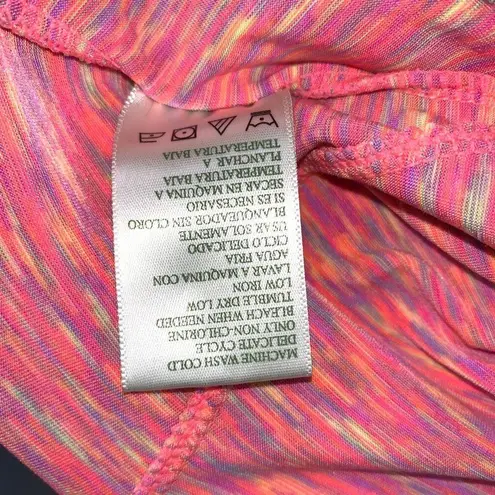 MACHINE WASH COLD
DELICATE CYCLE
ONLY NON-CHLORINE
BLEACH WHEN NEEDED
TUMBLE DRY LOW
LOW IRON
LAVAR A MAQUINA CON
AGUA FRIA
CICLO DELICADO
USAR SOLAMENTE
BLANQUEADOR SIN CLORO
SI ES NECESARIO
SECAR EN MAQUINA A
TEMPERATURA BAJA
PLANCHAR A
TEMPERATURA BAJA